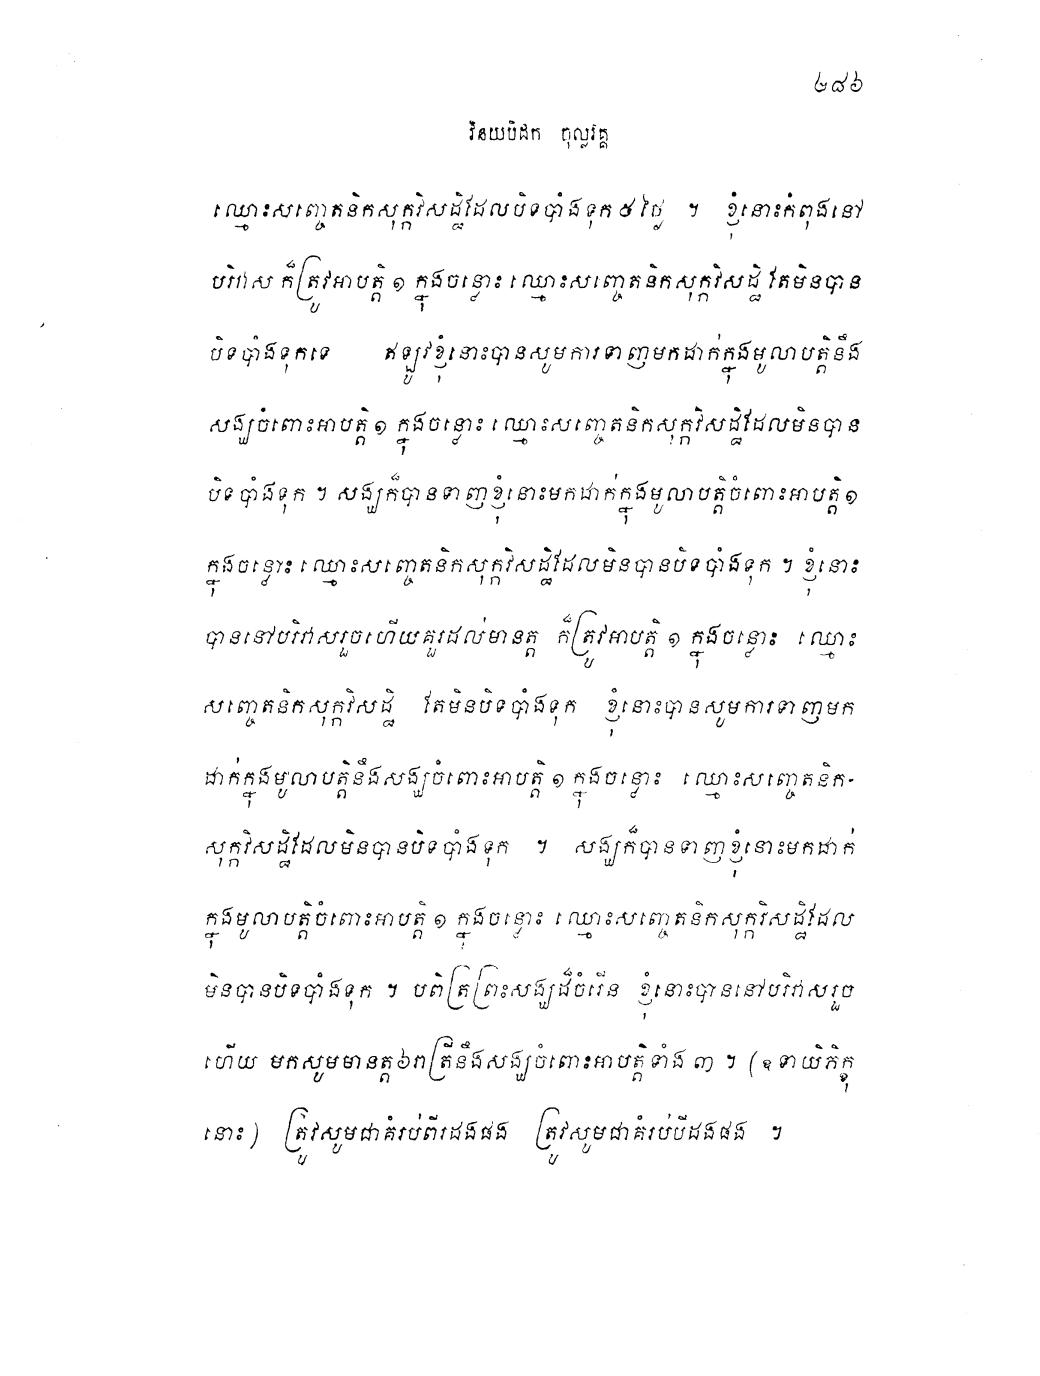 ២៨៦
វិនយបិដក ចុល្លវគ្គ
ឈ្មោះសញ្ចេតនិកសុក្កវិសដ្ឋិដែលបិទបាំងទុក ៥ ថ្ងៃ ។ ខ្ញុំនោះកំពុងនៅ
បរិវាស ក៏ត្រូវអាបត្តិ ១ ក្នុងចន្លោះ ឈ្មោះសញ្ចេតនិកសុក្កវិសដ្ឋិ តែមិនបាន
បិទបាំងទុកទេ ឥឡូវខ្ញុំនោះបានសូមការទាញមកដាក់ក្នុងមូលាបត្តិនឹង
សង្ឃចំពោះអាបត្តិ ១ ក្នុងចន្លោះ ឈ្មោះសញ្ចេតនិកសុក្កវិសដ្ឋិដែលមិនបាន
បិទបាំងទុក ។ សង្ឃក៏បានទាញខ្ញុំនោះមកដាក់ក្នុងមូលាបត្តិចំពោះអាបត្តិ ១
ក្នុងចន្លោះ ឈ្មោះសញ្ចេតនិកសុក្កវិសដ្ឋិដែលមិនបានបិទបាំងទុក ។ ខ្ញុំនោះ
បាននៅបរិវាសរួចហើយគួរដល់មានត្ត ក៏ត្រូវអាបត្តិ ១ ក្នុងចន្លោះ ឈ្មោះ
សញ្ចេតនិកសុក្កវិសដ្ឋិ តែមិនបិទបាំងទុក ខ្ញុំនោះបានសូមការទាញមក
ដាក់ក្នុងមូលាបត្តិនឹងសង្ឃចំពោះអាបត្តិ ១ ក្នុងចន្លោះ ឈ្មោះសញ្ចេតនិក-
សុក្កវិសដ្ឋិដែលមិនបានបិទបាំងទុក ។ សង្ឃក៏បានទាញខ្ញុំនោះមកដាក់
ក្នុងមូលាបត្តិចំពោះអាបត្តិ ១ ក្នុងចន្លោះ ឈ្មោះសញ្ចេតនិកសុក្កវិសដ្ឋិដែល
មិនបានបិទបាំងទុក ។ បពិត្រព្រះសង្ឃដ៏ចំរើន ខ្ញុំនោះបាននៅបរិវាសរួច
ហើយ មកសូមមានត្ត៦រាត្រីនឹងសង្ឃចំពោះអាបត្តិទាំង ៣ ។ (ឧទាយិភិក្ខុ
នោះ) ត្រូវសូមជាគំរប់ពីរដងផង ត្រូវសូមជាគំរប់បីដងផង ។